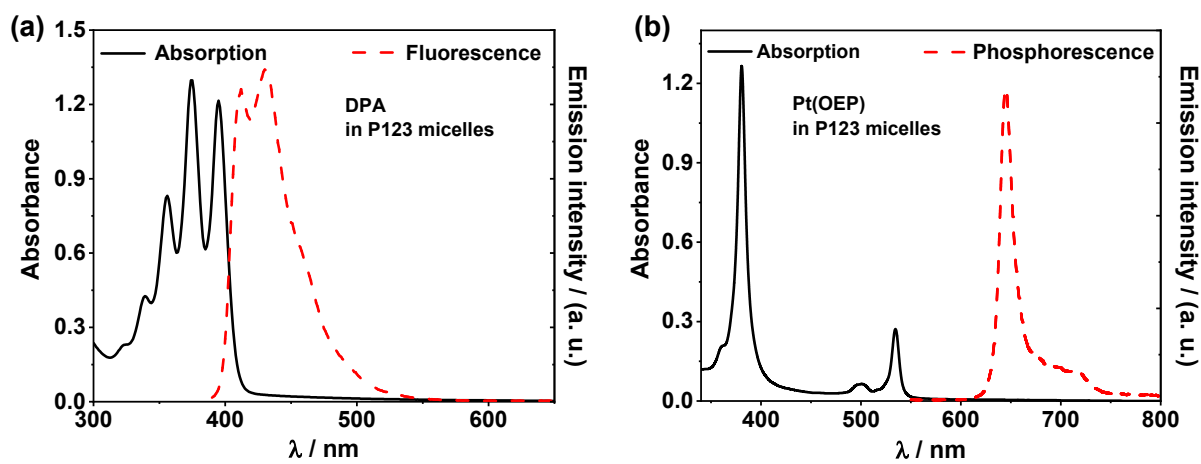 (a)
Absorption
Fluorescence
DPA
in P123 micelles
Absorbance
Emission intensity / (a. u.)
1.5
1.2
0.9
0.6
0.3
0.0
300
400
500
600
λ / nm
(b)
Absorption
Phosphorescence
Pt(OEP)
in P123 micelles
Absorbance
Emission intensity / (a. u.)
1.2
0.9
0.6
0.3
0.0
400
500
600
700
800
λ / nm